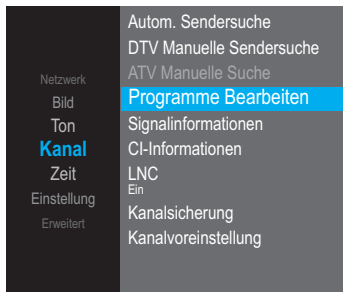 Netzwerk
Bild
Ton
Kanal
Zeit
Einstellung
Erweitert
Autom. Sendersuche
DTV Manuelle Sendersuche
ATV Manuelle Suche
Programme Bearbeiten
Signalinformationen
CI-Informationen
LNC
Ein
Kanalsicherung
Kanalvoreinstellung